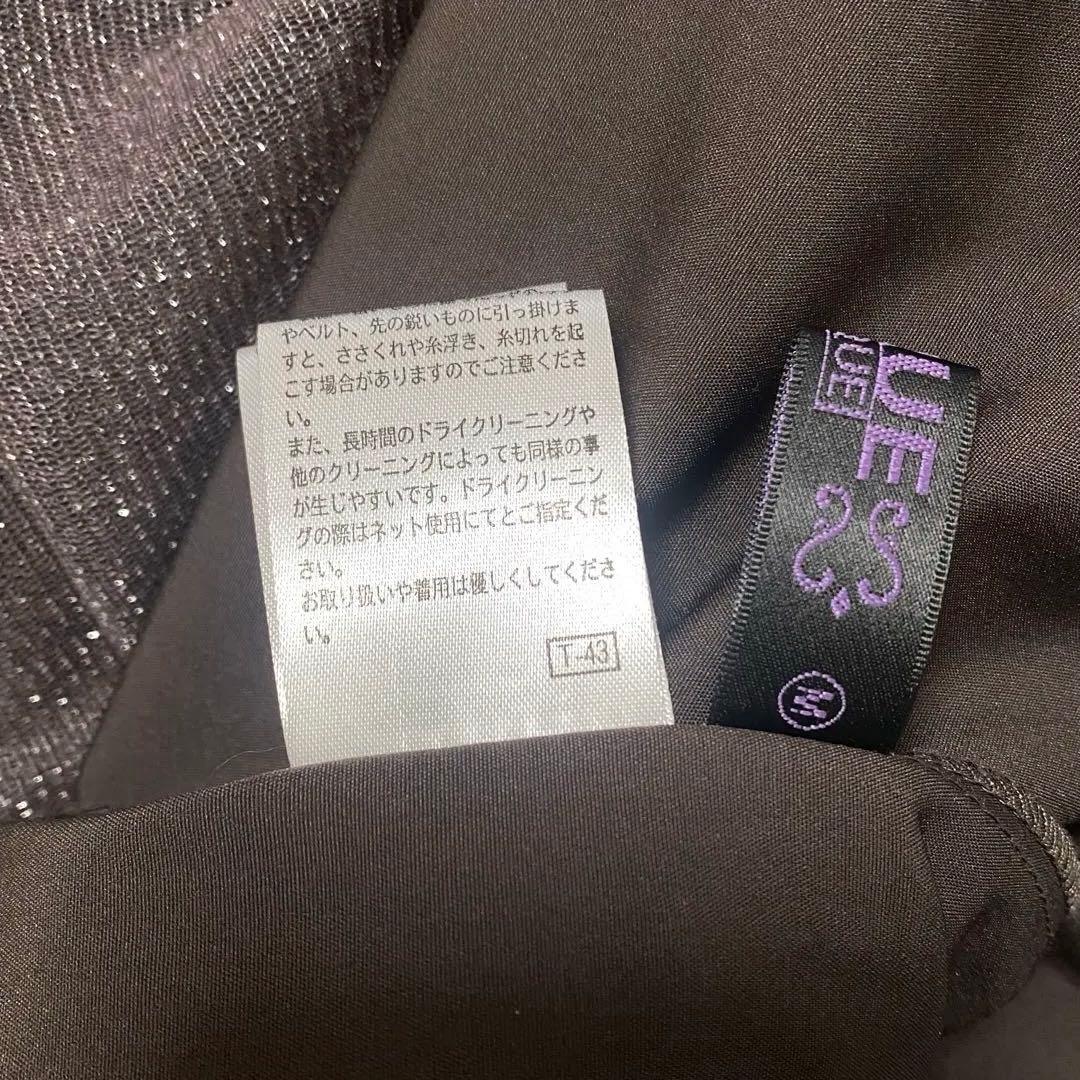 やベルト、先の鋭いものに引っ掛けま
すと、ささくれや糸浮き、糸切れを起
こす場合がありますのでご注意くださ
い。
また、長時間のドライクリーニングや
他のクリーニングによっても同様の事
が生じやすいです。ドライクリーニン
グの際はネット使用にてとご指定くだ
さい。
お取り扱いや着用は優しくしてくださ
い。
T-43
UES
QUE
M